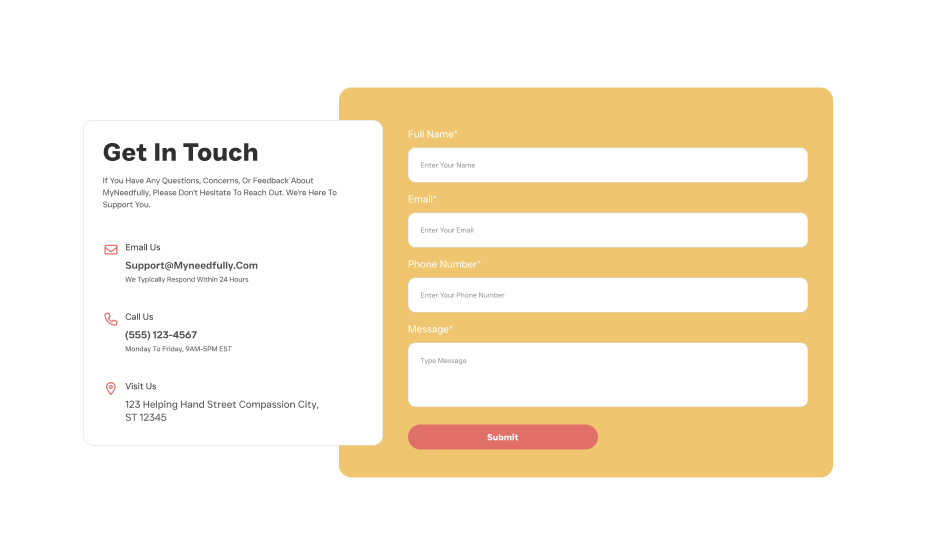 Get In Touch
If You Have Any Questions, Concerns, Or Feedback About
MyNeedfully, Please Don't Hesitate To Reach Out. We're Here To
Support You.
Email Us
Support@Myneedfully.Com
We Typically Respond Within 24 Hours
Call Us
(555) 123-4567
Monday To Friday, 9AM-5PM EST
Visit Us
123 Helping Hand Street Compassion City,
ST 12345
Full Name*
Enter Your Name
Email*
Enter Your Email
Phone Number*
Enter Your Phone Number
Message*
Type Message
Submit